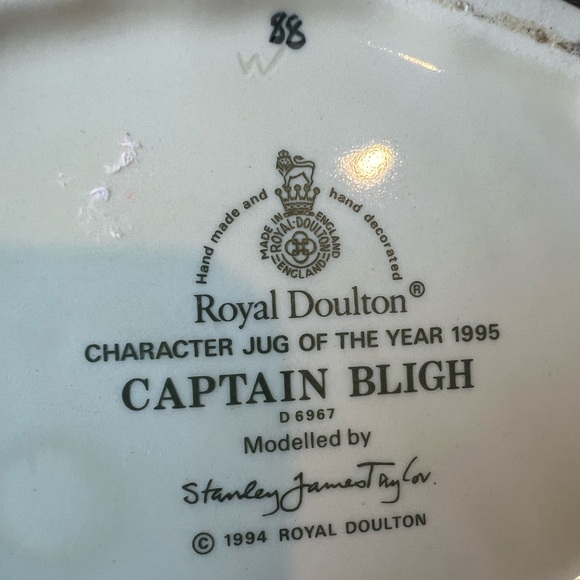 88
W
Hand made and hand decorated
MADE IN ENGLAND
ROYAL·DOULTON
ENGLAND
Royal Doulton®
CHARACTER JUG OF THE YEAR 1995
CAPTAIN BLIGH
D 6967
Modelled by
Stanley James Taylor.
© 1994 ROYAL DOULTON